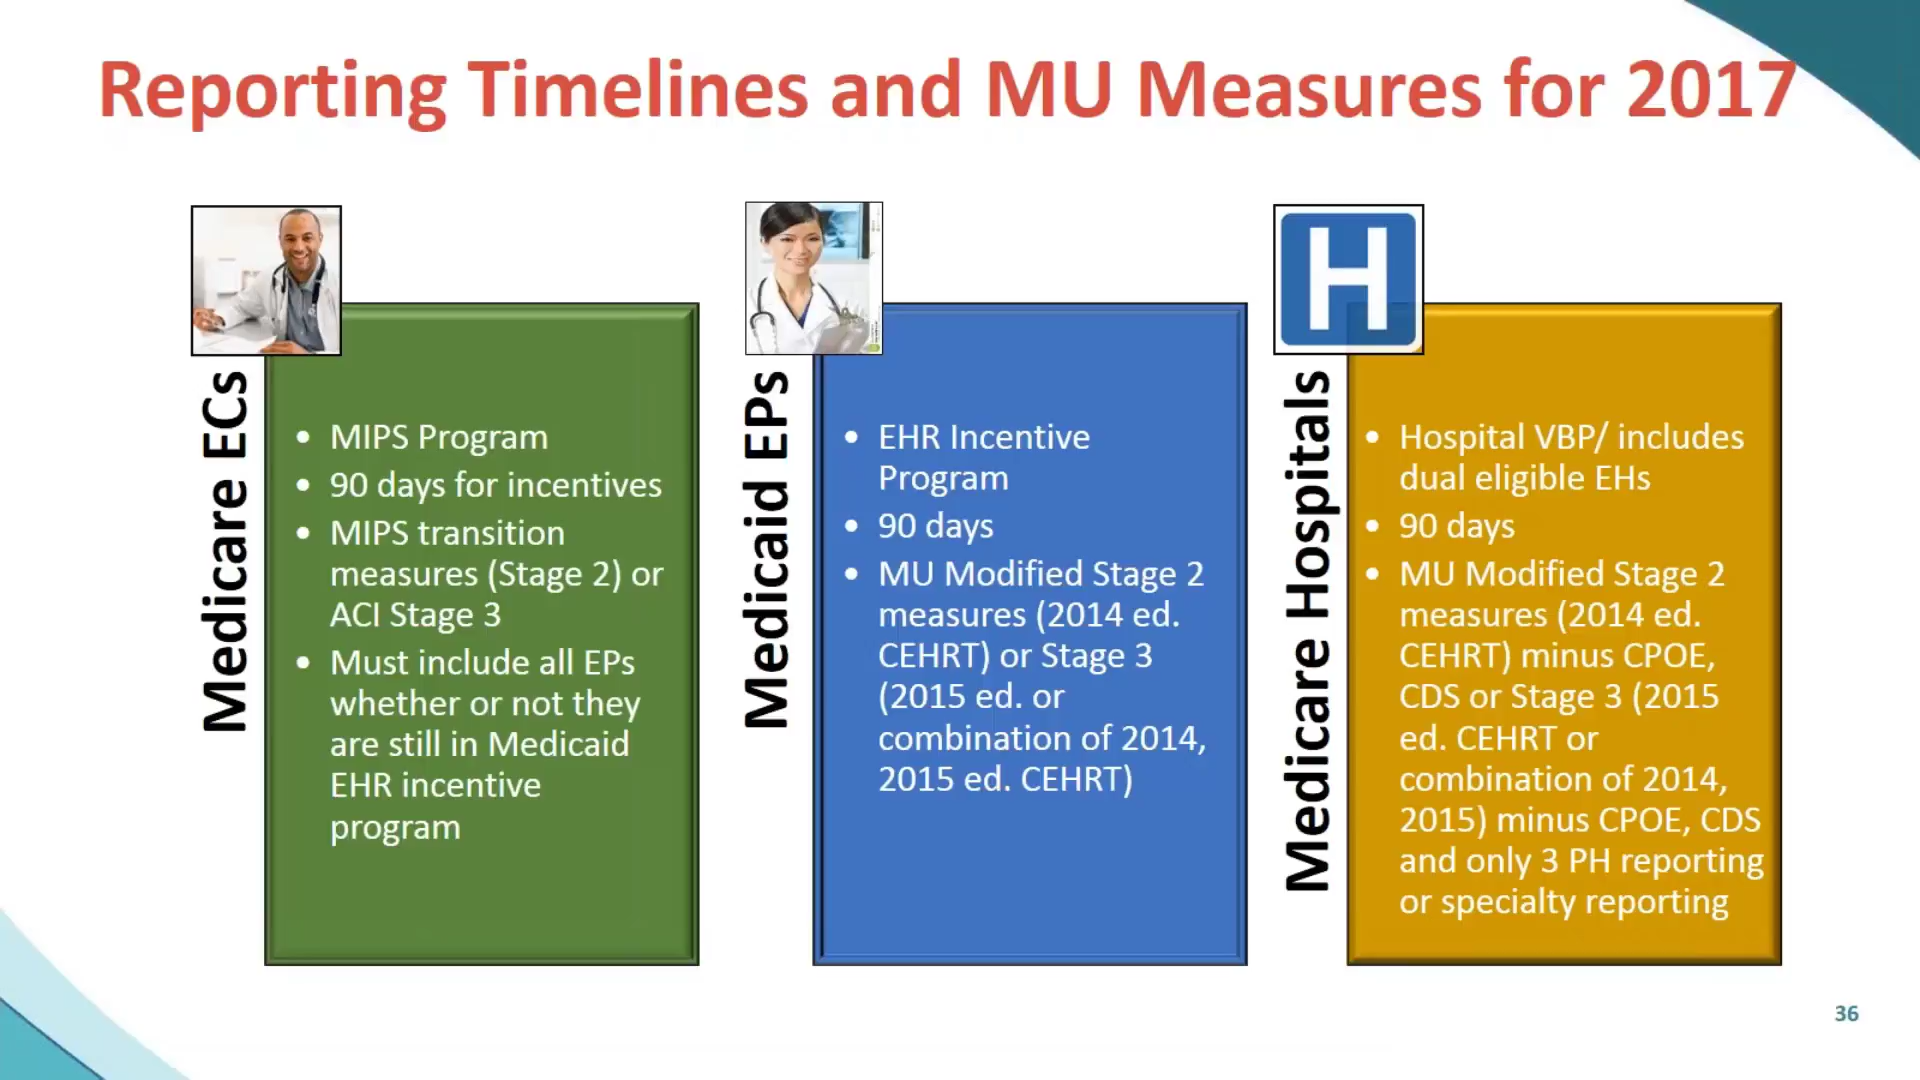 Reporting Timelines and MU Measures for 2017
Medicare ECs
• MIPS Program
• 90 days for incentives
• MIPS transition
measures (Stage 2) or
ACI Stage 3
• Must include all EPs
whether or not they
are still in Medicaid
EHR incentive
program
Medicaid EPs
• EHR Incentive
Program
• 90 days
• MU Modified Stage 2
measures (2014 ed.
CEHRT) or Stage 3
(2015 ed. or
combination of 2014,
2015 ed. CEHRT)
H
Medicare Hospitals
• Hospital VBP/ includes
dual eligible EHs
• 90 days
• MU Modified Stage 2
measures (2014 ed.
CEHRT) minus CPOE,
CDS or Stage 3 (2015
ed. CEHRT or
combination of 2014,
2015) minus CPOE, CDS
and only 3 PH reporting
or specialty reporting
36